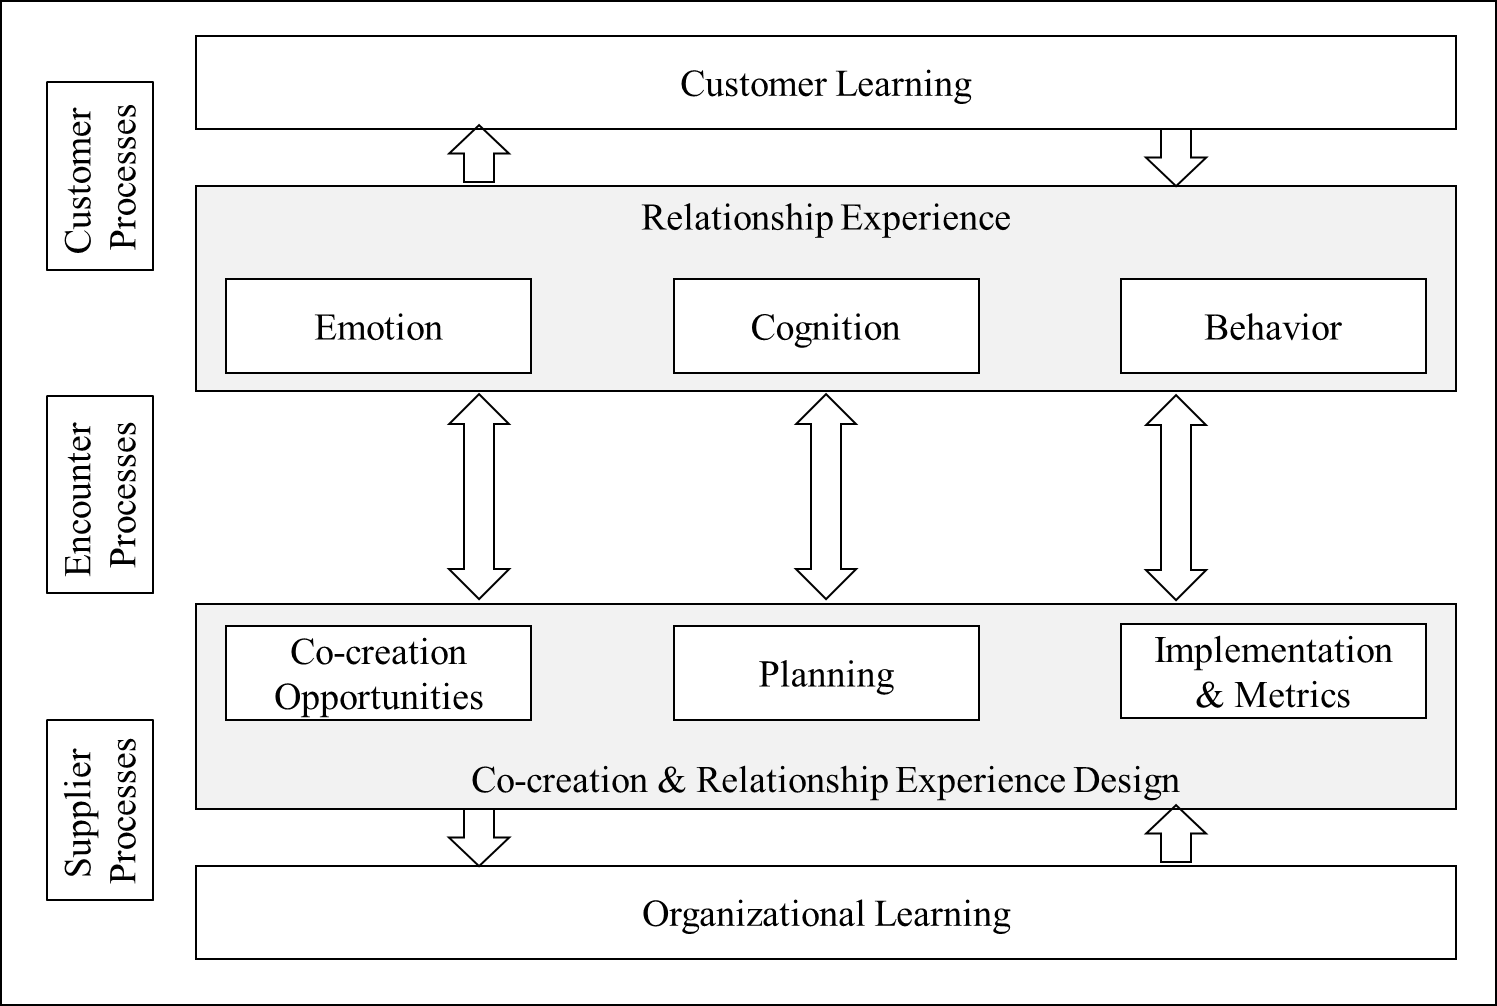 Customer Learning
Customer
Processes
Relationship Experience
Emotion
Cognition
Behavior
Encounter
Processes
Co-creation
Opportunities
Planning
Implementation
& Metrics
Co-creation & Relationship Experience Design
Supplier
Processes
Organizational Learning